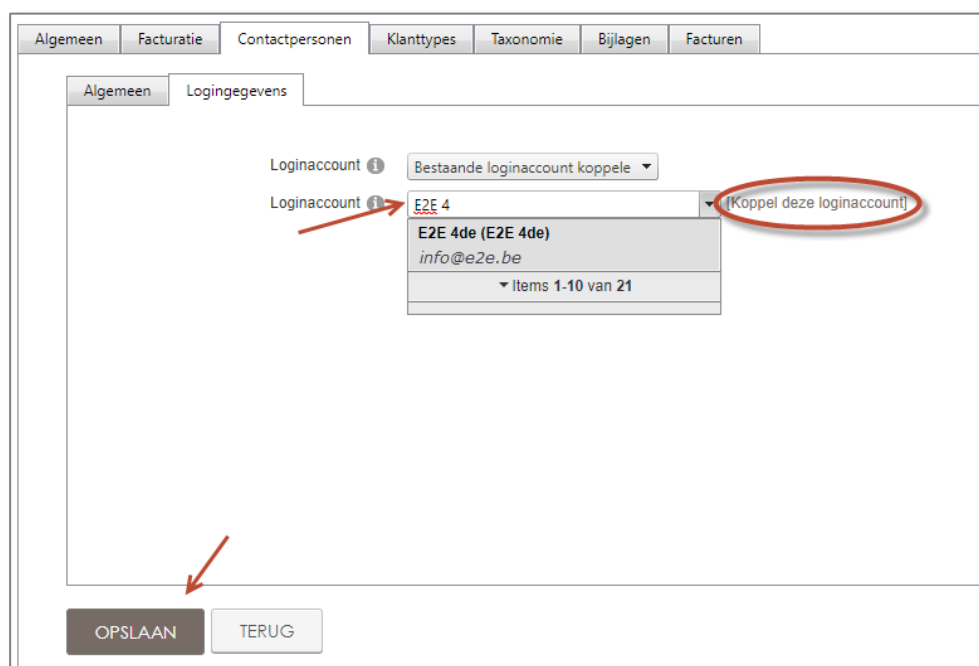 Algemeen Facturatie Contactpersonen Klanttypes Taxonomie Bijlagen Facturen
Algemeen Logingegevens
Loginaccount Bestaande loginaccount koppele
Loginaccount E2E 4 [Koppel deze loginaccount]
E2E 4de (E2E 4de)
info@e2e.be
Items 1-10 van 21
OPSLAAN TERUG